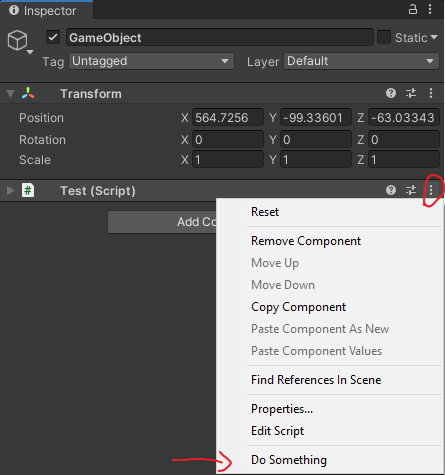 Inspector
GameObject
Static
Tag Untagged Layer Default
Transform
Position X 564.7256 Y -99.33601 Z -63.03343
Rotation X 0 Y 0 Z 0
Scale X 1 Y 1 Z 1
# Test (Script)
Add Co
Reset
Remove Component
Move Up
Move Down
Copy Component
Paste Component As New
Paste Component Values
Find References In Scene
Properties...
Edit Script
Do Something